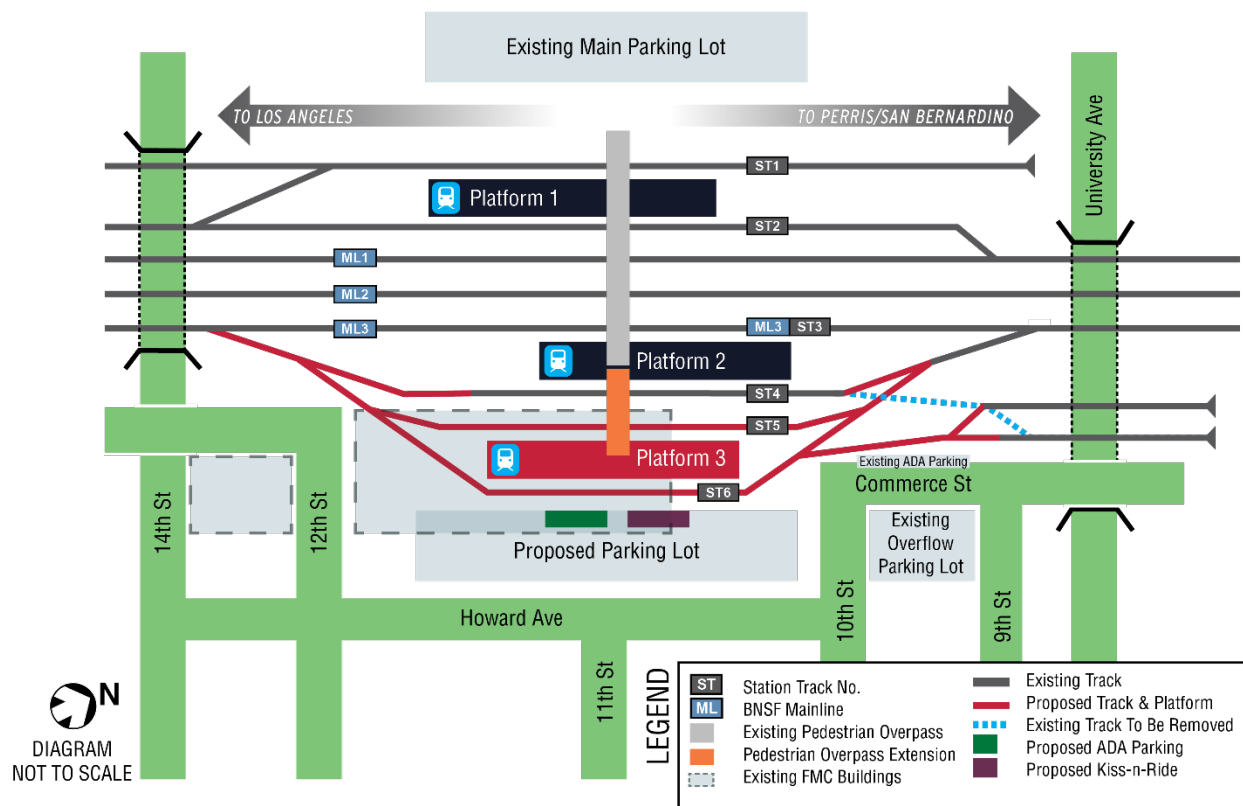 Existing Main Parking Lot
TO LOS ANGELES
TO PERRIS/SAN BERNARDINO
University Ave
ST1
Platform 1
ST2
ML1
ML2
ML3
ML3 ST3
Platform 2
ST4
ST5
Platform 3
ST6
Existing ADA Parking
Commerce St
14th St
12th St
Proposed Parking Lot
Existing
Overflow
Parking Lot
10th St
9th St
Howard Ave
11th St
N
DIAGRAM
NOT TO SCALE
LEGEND
ST Station Track No.
ML BNSF Mainline
Existing Pedestrian Overpass
Pedestrian Overpass Extension
Existing FMC Buildings
Existing Track
Proposed Track & Platform
Existing Track To Be Removed
Proposed ADA Parking
Proposed Kiss-n-Ride